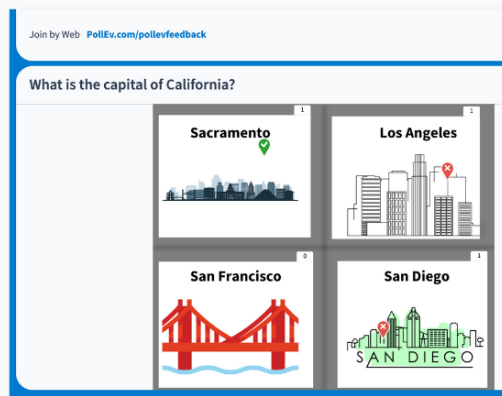 Join by Web PollEv.com/pollevfeedback
What is the capital of California?
1
Sacramento
1
Los Angeles
0
San Francisco
1
San Diego
SAN DIEGO